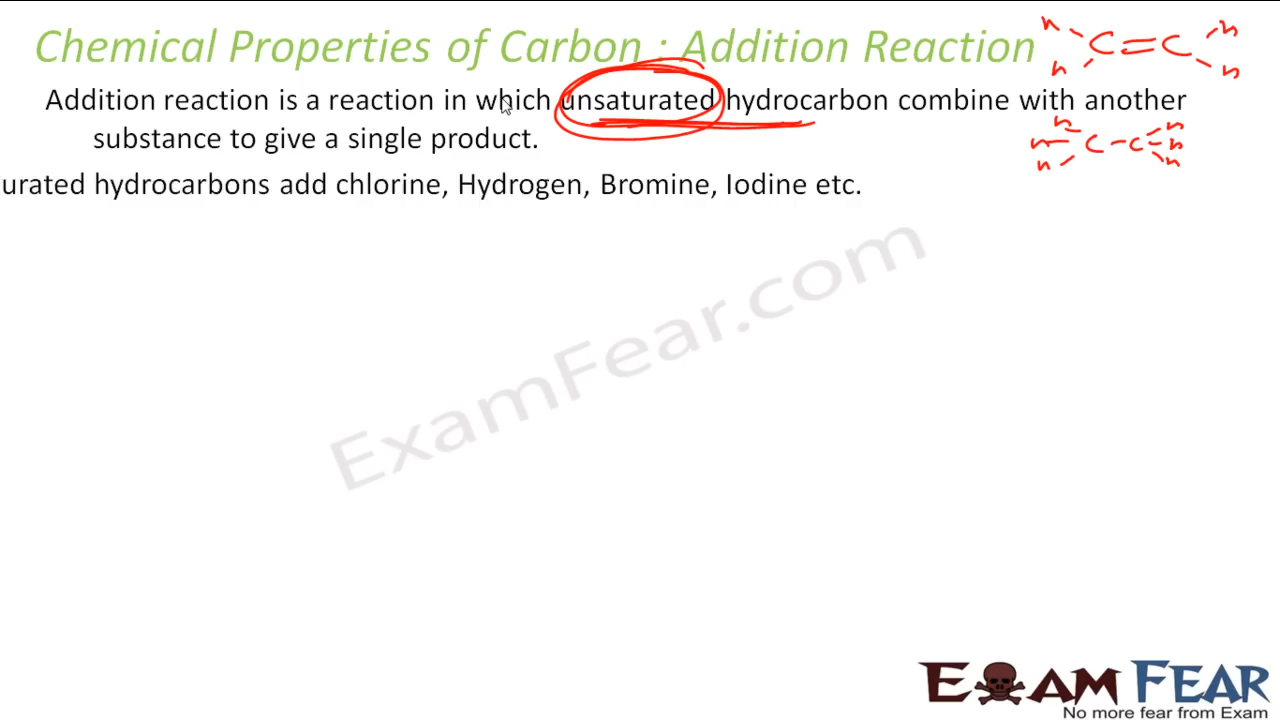 Chemical Properties of Carbon : Addition Reaction
H H
C = C
H H
Addition reaction is a reaction in which unsaturated hydrocarbon combine with another
H H
H C - C H
H H
substance to give a single product.
urated hydrocarbons add chlorine, Hydrogen, Bromine, Iodine etc.
ExamFear.com
EXAM FEAR
No more fear from Exam